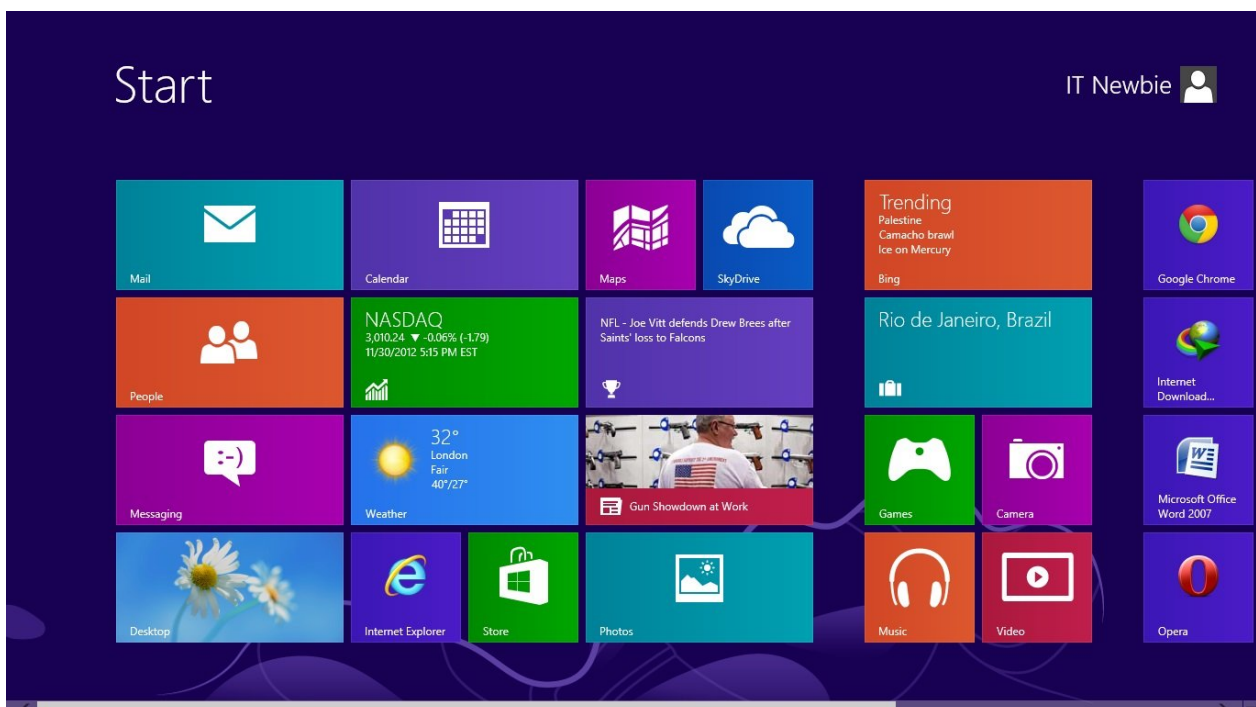 Start
IT Newbie
Mail
Calendar
Maps
SkyDrive
Trending
Palestine
Camacho brawl
Ice on Mercury
Bing
Google Chrome
People
NASDAQ
3,010.24 ▼ -0.06% (-1.79)
11/30/2012 5:15 PM EST
NFL - Joe Vitt defends Drew Brees after
Saints' loss to Falcons
Rio de Janeiro, Brazil
Internet
Download...
Messaging
32°
London
Fair
40°/27°
Weather
Gun Showdown at Work
Games
Camera
Microsoft Office
Word 2007
Desktop
Internet Explorer
Store
Photos
Music
Video
Opera